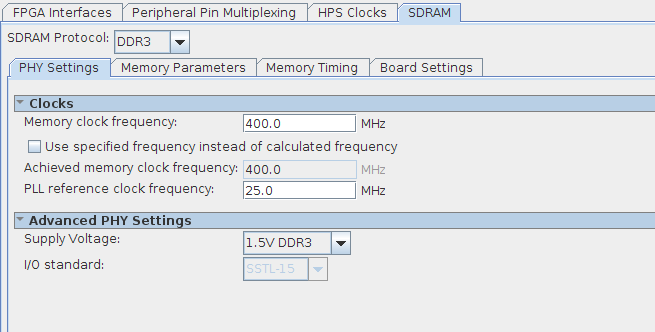 FPGA Interfaces Peripheral Pin Multiplexing HPS Clocks SDRAM
SDRAM Protocol: DDR3
PHY Settings Memory Parameters Memory Timing Board Settings
Clocks
Memory clock frequency: 400.0 MHz
Use specified frequency instead of calculated frequency
Achieved memory clock frequency: 400.0 MHz
PLL reference clock frequency: 25.0 MHz
Advanced PHY Settings
Supply Voltage: 1.5V DDR3
I/O standard: SSTL-15